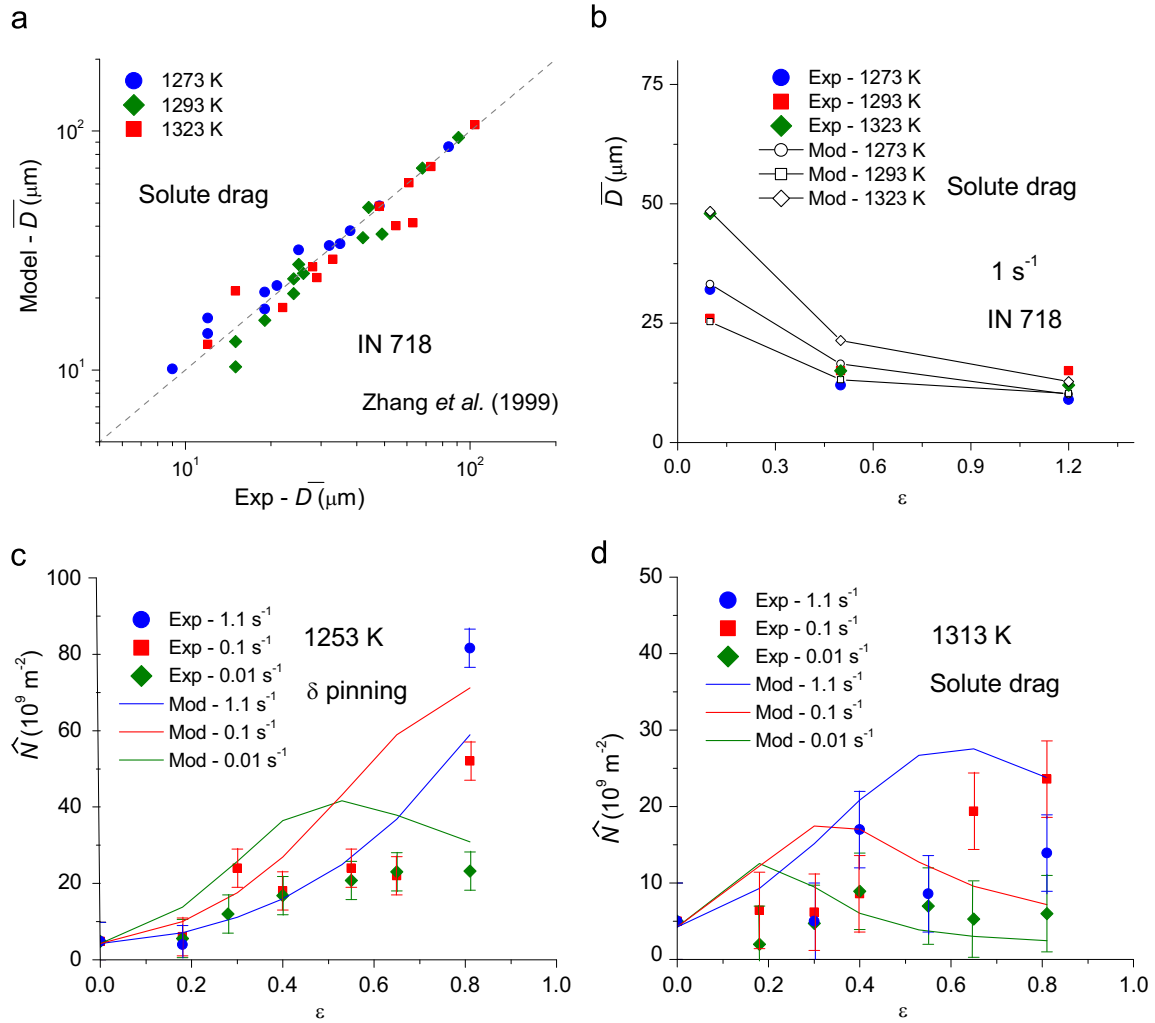 a
1273 K
1293 K
1323 K
Solute drag
IN 718
Zhang et al. (1999)
10²
10¹
10¹
10²
Model - D̅ (μm)
Exp - D̅ (μm)
b
75
50
25
0
Exp - 1273 K
Exp - 1293 K
Exp - 1323 K
Mod - 1273 K
Mod - 1293 K
Mod - 1323 K
Solute drag
1 s⁻¹
IN 718
D̅ (μm)
0.0 0.3 0.6 0.9 1.2
ε
c
100
80
60
40
20
0
Exp - 1.1 s⁻¹
Exp - 0.1 s⁻¹
Exp - 0.01 s⁻¹
Mod - 1.1 s⁻¹
Mod - 0.1 s⁻¹
Mod - 0.01 s⁻¹
1253 K
δ pinning
N̂ (10⁹ m⁻²)
0.0 0.2 0.4 0.6 0.8 1.0
ε
d
50
40
30
20
10
0
Exp - 1.1 s⁻¹
Exp - 0.1 s⁻¹
Exp - 0.01 s⁻¹
Mod - 1.1 s⁻¹
Mod - 0.1 s⁻¹
Mod - 0.01 s⁻¹
1313 K
Solute drag
N̂ (10⁹ m⁻²)
0.0 0.2 0.4 0.6 0.8 1.0
ε